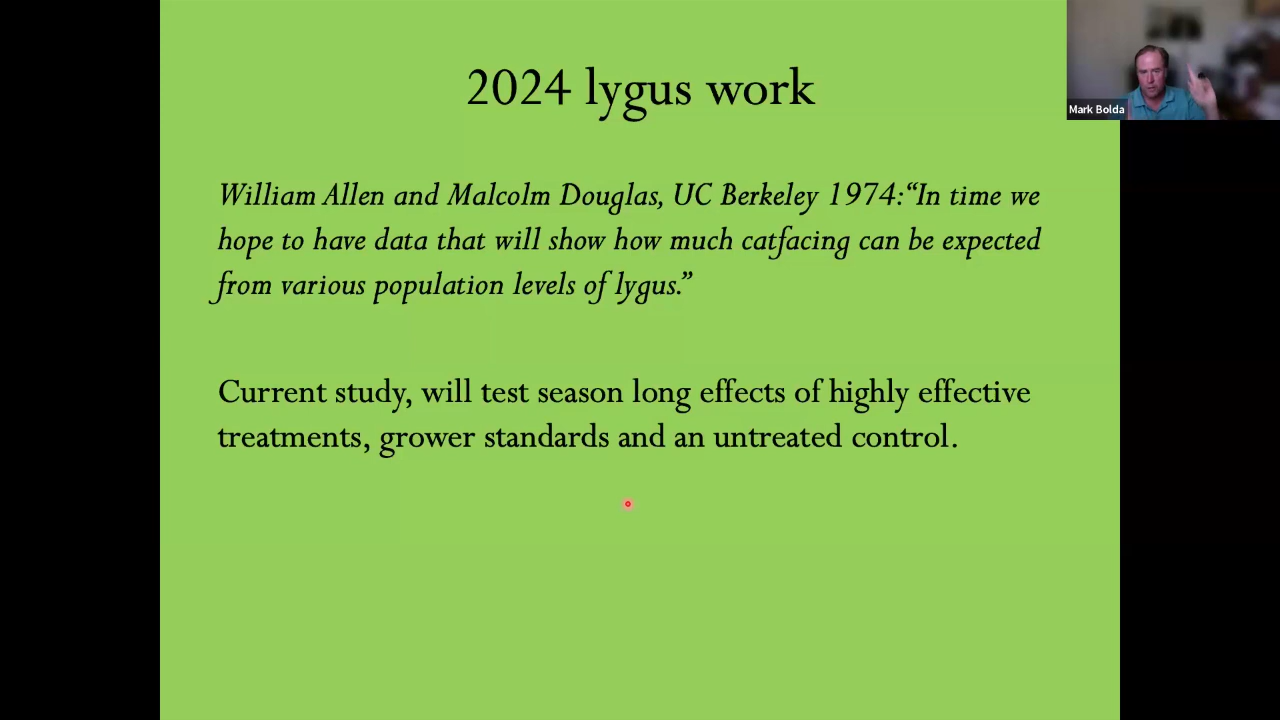 2024 lygus work
Mark Bolda
William Allen and Malcolm Douglas, UC Berkeley 1974:“In time we
hope to have data that will show how much catfacing can be expected
from various population levels of lygus.”
Current study, will test season long effects of highly effective
treatments, grower standards and an untreated control.